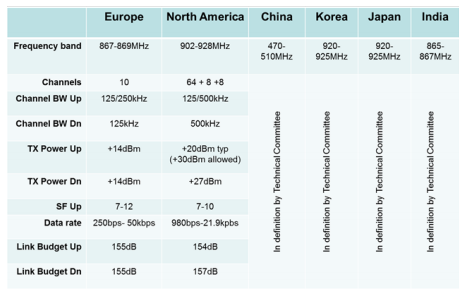 Europe North America China Korea Japan India
Frequency band 867-869MHz 902-928MHz 470-510MHz 920-925MHz 920-925MHz 865-867MHz
Channels 10 64 + 8 +8
Channel BW Up 125/250kHz 125/500kHz
Channel BW Dn 125kHz 500kHz
TX Power Up +14dBm +20dBm typ
(+30dBm allowed)
TX Power Dn +14dBm +27dBm
SF Up 7-12 7-10
Data rate 250bps- 50kbps 980bps-21.9kpbs
Link Budget Up 155dB 154dB
Link Budget Dn 155dB 157dB
In definition by Technical Committee
In definition by Technical Committee
In definition by Technical Committee
In definition by Technical Committee